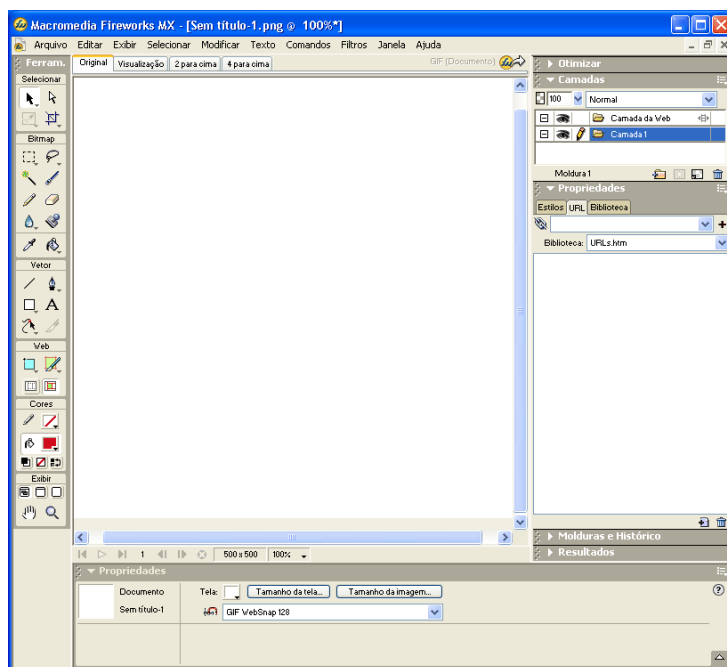 Macromedia Fireworks MX - [Sem título-1.png @ 100%*]
Arquivo Editar Exibir Selecionar Modificar Texto Comandos Filtros Janela Ajuda
Ferram.
Selecionar
Bitmap
Vetor
A
Web
Cores
Exibir
Original Visualização 2 para cima 4 para cima GIF (Documento)
1 500 x 500 100%
Otimizar
Camadas
100 Normal
Camada da Web
Camada 1
Moldura 1
Propriedades
Estilos URL Biblioteca
Biblioteca: URLs.htm
Molduras e Histórico
Resultados
Propriedades
Documento Tela: Tamanho da tela... Tamanho da imagem...
Sem título-1 GIF WebSnap 128